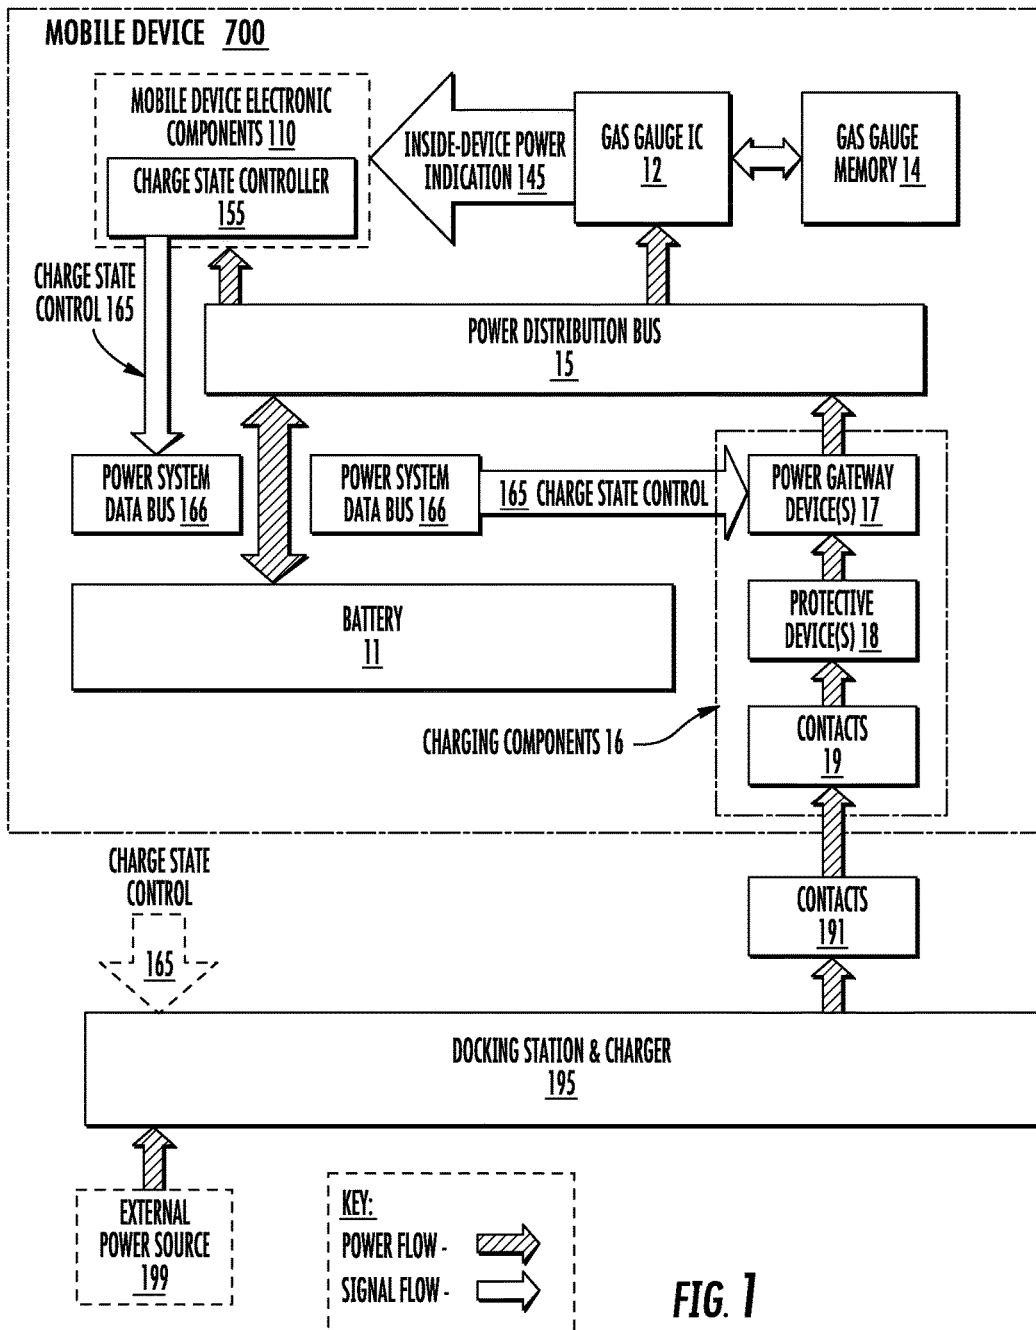 MOBILE DEVICE 700
MOBILE DEVICE ELECTRONIC
COMPONENTS 110
CHARGE STATE CONTROLLER
155
INSIDE-DEVICE POWER
INDICATION 145
GAS GAUGE IC
12
GAS GAUGE
MEMORY 14
CHARGE STATE
CONTROL 165
POWER DISTRIBUTION BUS
15
POWER SYSTEM
DATA BUS 166
POWER SYSTEM
DATA BUS 166
165 CHARGE STATE CONTROL
POWER GATEWAY
DEVICE(S) 17
PROTECTIVE
DEVICE(S) 18
BATTERY
11
CHARGING COMPONENTS 16
CONTACTS
19
CHARGE STATE
CONTROL
165
CONTACTS
191
DOCKING STATION & CHARGER
195
EXTERNAL
POWER SOURCE
199
KEY:
POWER FLOW -
SIGNAL FLOW -
FIG. 1